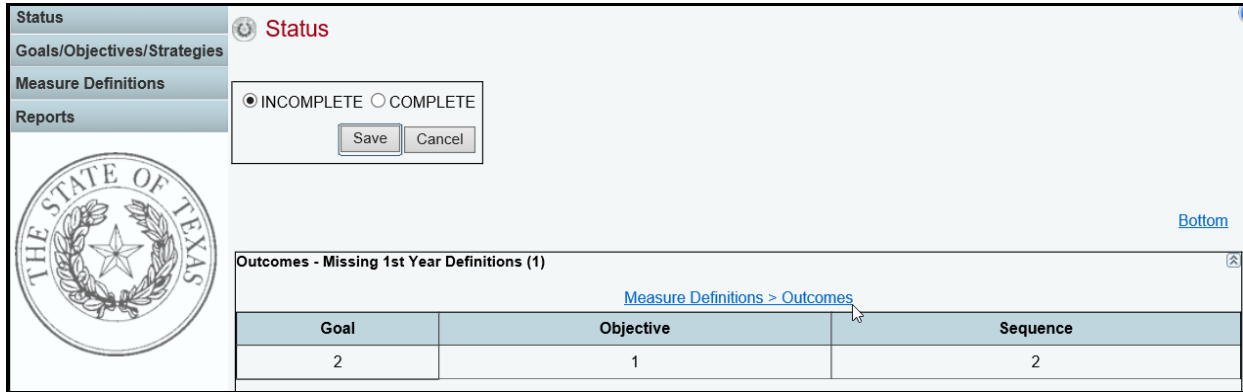 Status
Goals/Objectives/Strategies
Measure Definitions
Reports
THE STATE OF TEXAS
Status
INCOMPLETE COMPLETE
Save Cancel
Bottom
Outcomes - Missing 1st Year Definitions (1)
Measure Definitions > Outcomes
Goal Objective Sequence
2 1 2